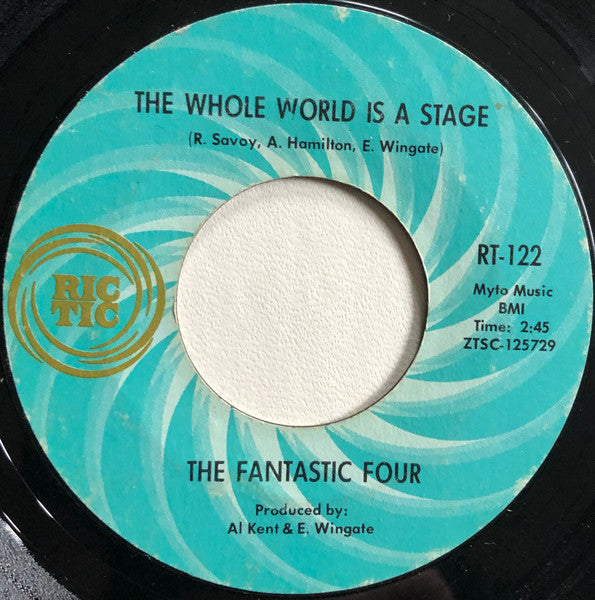 THE WHOLE WORLD IS A STAGE
(R. Savoy, A. Hamilton, E. Wingate)
RIC
TIC
RT-122
Myto Music
BMI
Time: 2:45
ZTSC-125729
THE FANTASTIC FOUR
Produced by:
Al Kent & E. Wingate